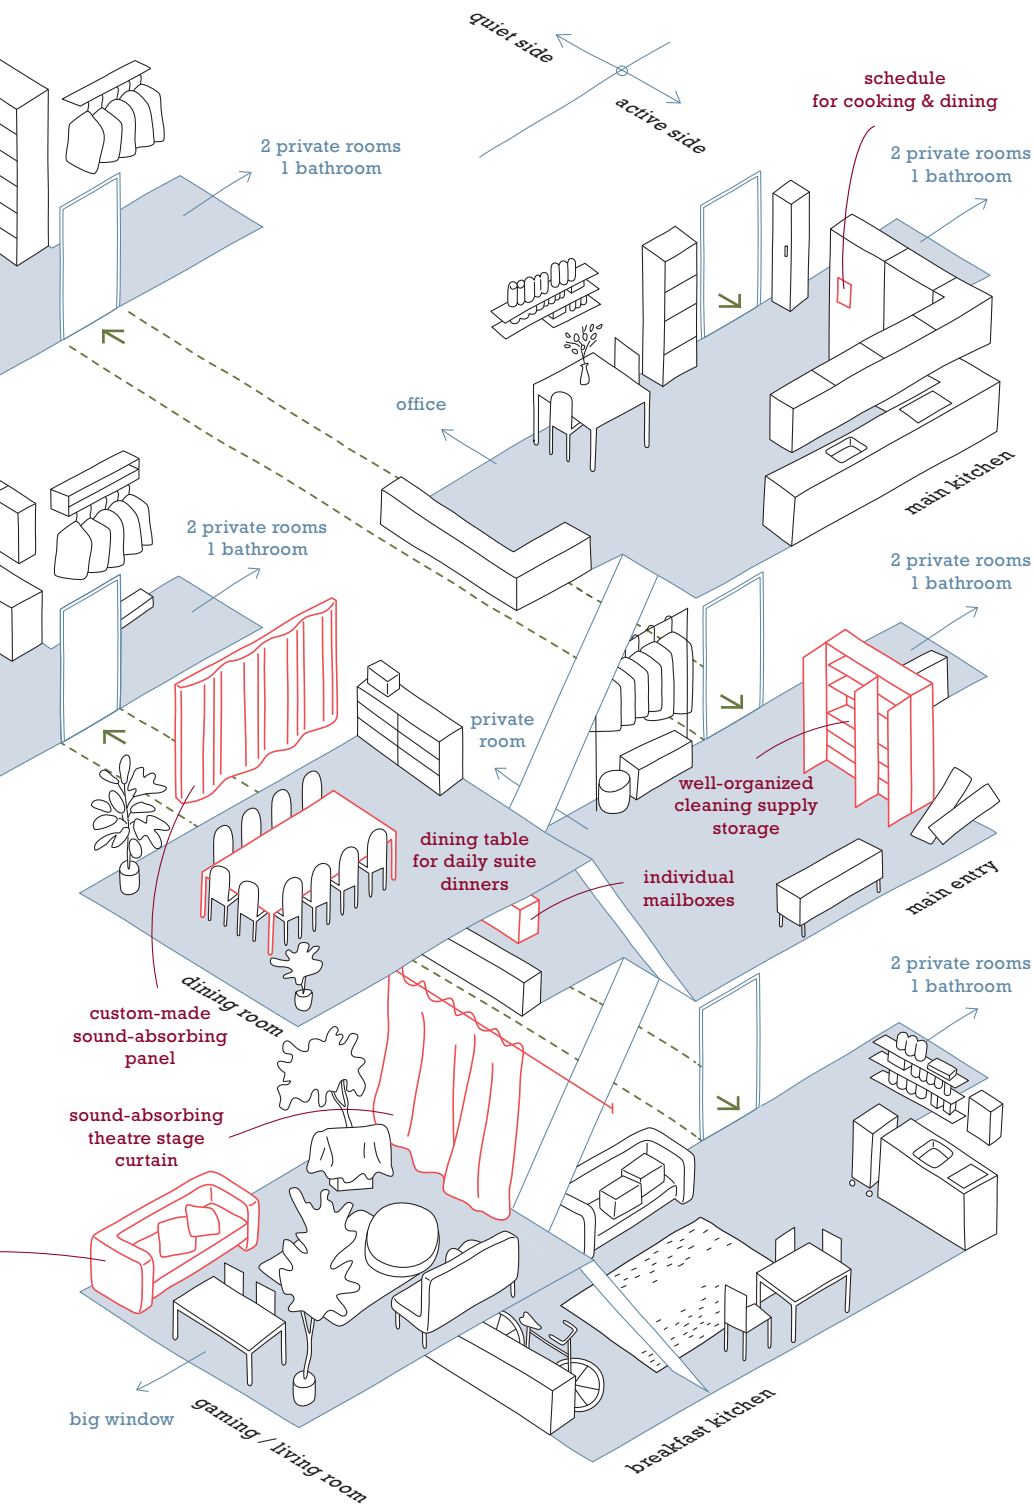 quiet side
active side
schedule
for cooking & dining
2 private rooms
1 bathroom
2 private rooms
1 bathroom
office
main kitchen
2 private rooms
1 bathroom
2 private rooms
1 bathroom
private
room
well-organized
cleaning supply
storage
dining table
for daily suite
dinners
individual
mailboxes
main entry
dining room
custom-made
sound-absorbing
panel
2 private rooms
1 bathroom
sound-absorbing
theatre stage
curtain
big window
gaming / living room
breakfast kitchen